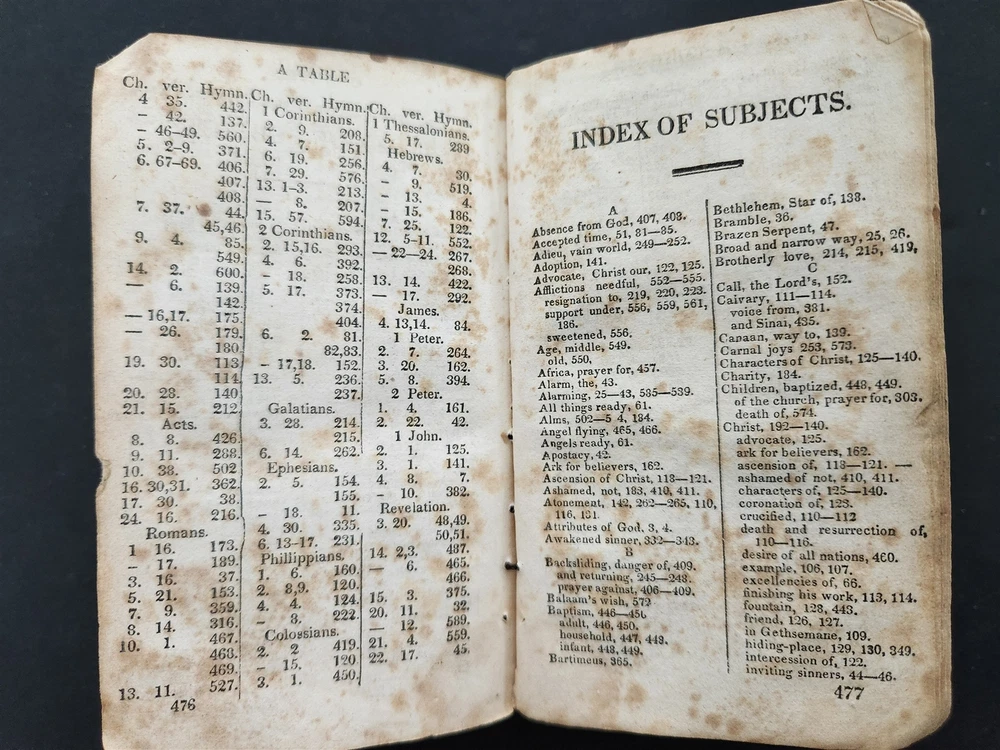 A TABLE
Ch. ver. Hymn.
4 35. 442.
– 42. 137.
– 46–49. 560.
5. 2–9. 371.
6. 67–69. 406.
407.
408.
7. 37. 44.
45,46.
9. 4. 85.
549.
14. 2. 600.
— 6. 139.
142.
— 16,17. 175.
— 26. 179.
180.
19. 30. 113
114.
20. 28. 140
21. 15. 212.
Acts.
8. 8. 426.
9. 11. 288.
10. 38. 502
16. 30,31. 362.
17. 30. 38.
24. 16. 216.
Romans.
1 16. 173.
– 17. 189.
3. 16. 37.
5. 21. 153.
7. 9. 359.
8. 14. 316.
10. 1. 467.
468.
469.
13. 11. 527.
476
Ch. ver. Hymn.
1 Corinthians.
2. 9. 208.
4. 7. 151.
6. 19. 256.
7. 29. 576.
13. 1–3. 213.
— 8. 207.
15. 57. 594.
2 Corinthians.
2. 15,16. 293.
4. 6. 392.
– 18. 258.
5. 17. 373.
374.
404.
6. 2. 81.
82,83.
– 17,18. 152.
13. 5. 236.
237.
Galatians.
3. 28. 214.
215.
6. 14. 262.
Ephesians.
2. 5. 154.
155.
– 18. 11.
4. 30. 335.
6. 13–17. 231.
Phillippians.
1. 6. 160.
2. 8,9. 120.
4. 4. 124.
– 8, 222.
Colossians.
2. 2 419.
– 15. 120
3. 1. 450.
Ch. ver. Hymn.
1 Thessalonians.
5. 17. 289
Hebrews.
4. 7. 30.
– 9. 519.
– 13. 4.
– 15. 186.
7. 25. 122.
12. 5–11. 552.
— 22—24. 267.
268.
13. 14. 422.
— 17. 292.
James.
4. 13,14. 84.
1 Peter.
2. 7. 264.
3. 20. 162.
5. 8. 394.
2 Peter.
1. 4. 161.
2. 22. 42.
1 John.
2. 1. 125.
3. 1. 141.
4. 8. 7.
– 10. 382.
Revelation.
3. 20. 48,49.
50,51.
14. 2,3. 487.
— 6. 465.
466.
15. 3. 375.
20. 11. 32.
— 12. 589.
21. 4. 559.
22. 17. 45.
INDEX OF SUBJECTS.
A
Absence from God, 407, 408.
Accepted time, 51, 81—85.
Adieu, vain world, 249—252.
Adoption, 141.
Advocate, Christ our, 122, 125.
Afflictions needful, 552—555.
resignation to, 219, 220, 223.
support under, 556, 559, 561,
186.
sweetened, 556.
Age, middle, 549.
old, 550.
Africa, prayer for, 457.
Alarm, the, 43.
Alarming, 25—43, 585—539.
All things ready, 61.
Alms, 502—5 4, 184.
Angel flying, 465, 466.
Angels ready, 61.
Apostacy, 42.
Ark for believers, 162.
Ascension of Christ, 118—121.
Ashamed, not, 183, 410, 411.
Atonement, 142, 262—265, 110,
116, 131.
Attributes of God, 3, 4.
Awakened sinner, 332—343.
B
Backsliding, danger of, 409.
and returning, 245—248.
prayer against, 406—409.
Balaam's wish, 572
Baptism, 446—450
adult, 446, 450.
household, 447, 449.
infant, 448, 449.
Bartimeus, 365.
Bethlehem, Star of, 138.
Bramble, 36.
Brazen Serpent, 47.
Broad and narrow way, 25, 26.
Brotherly love, 214, 215, 419,
C
Call, the Lord's, 152.
Calvary, 111—114.
voice from, 381.
and Sinai, 435.
Canaan, way to, 139.
Carnal joys 253, 573.
Characters of Christ, 125—140.
Charity, 184.
Children, baptized, 448, 449.
of the church, prayer for, 303.
death of, 574.
Christ, 192—140.
advocate, 125.
ark for believers, 162.
ascension of, 118—121. —
ashamed of not, 410, 411.
characters of, 125—140.
coronation of, 123.
crucified, 110—112
death and resurrection of,
110—116.
desire of all nations, 460.
example, 106, 107.
excellencies of, 66.
finishing his work, 113, 114.
fountain, 128, 443.
friend, 126, 127.
in Gethsemane, 109.
hiding-place, 129, 130, 349.
intercession of, 122.
inviting sinners, 44—46.
477